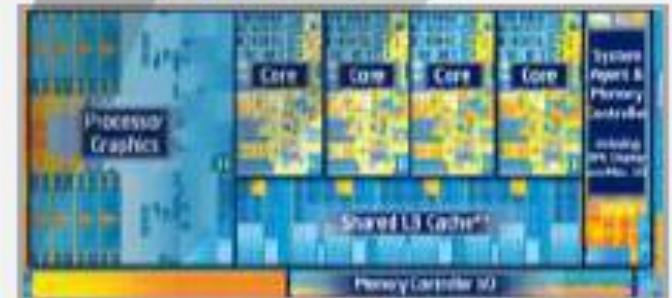 Processor
Graphics
Core
Core
Core
Core
System
Agent &
Memory
Controller
Shared L3 Cache**
Memory Controller I/O